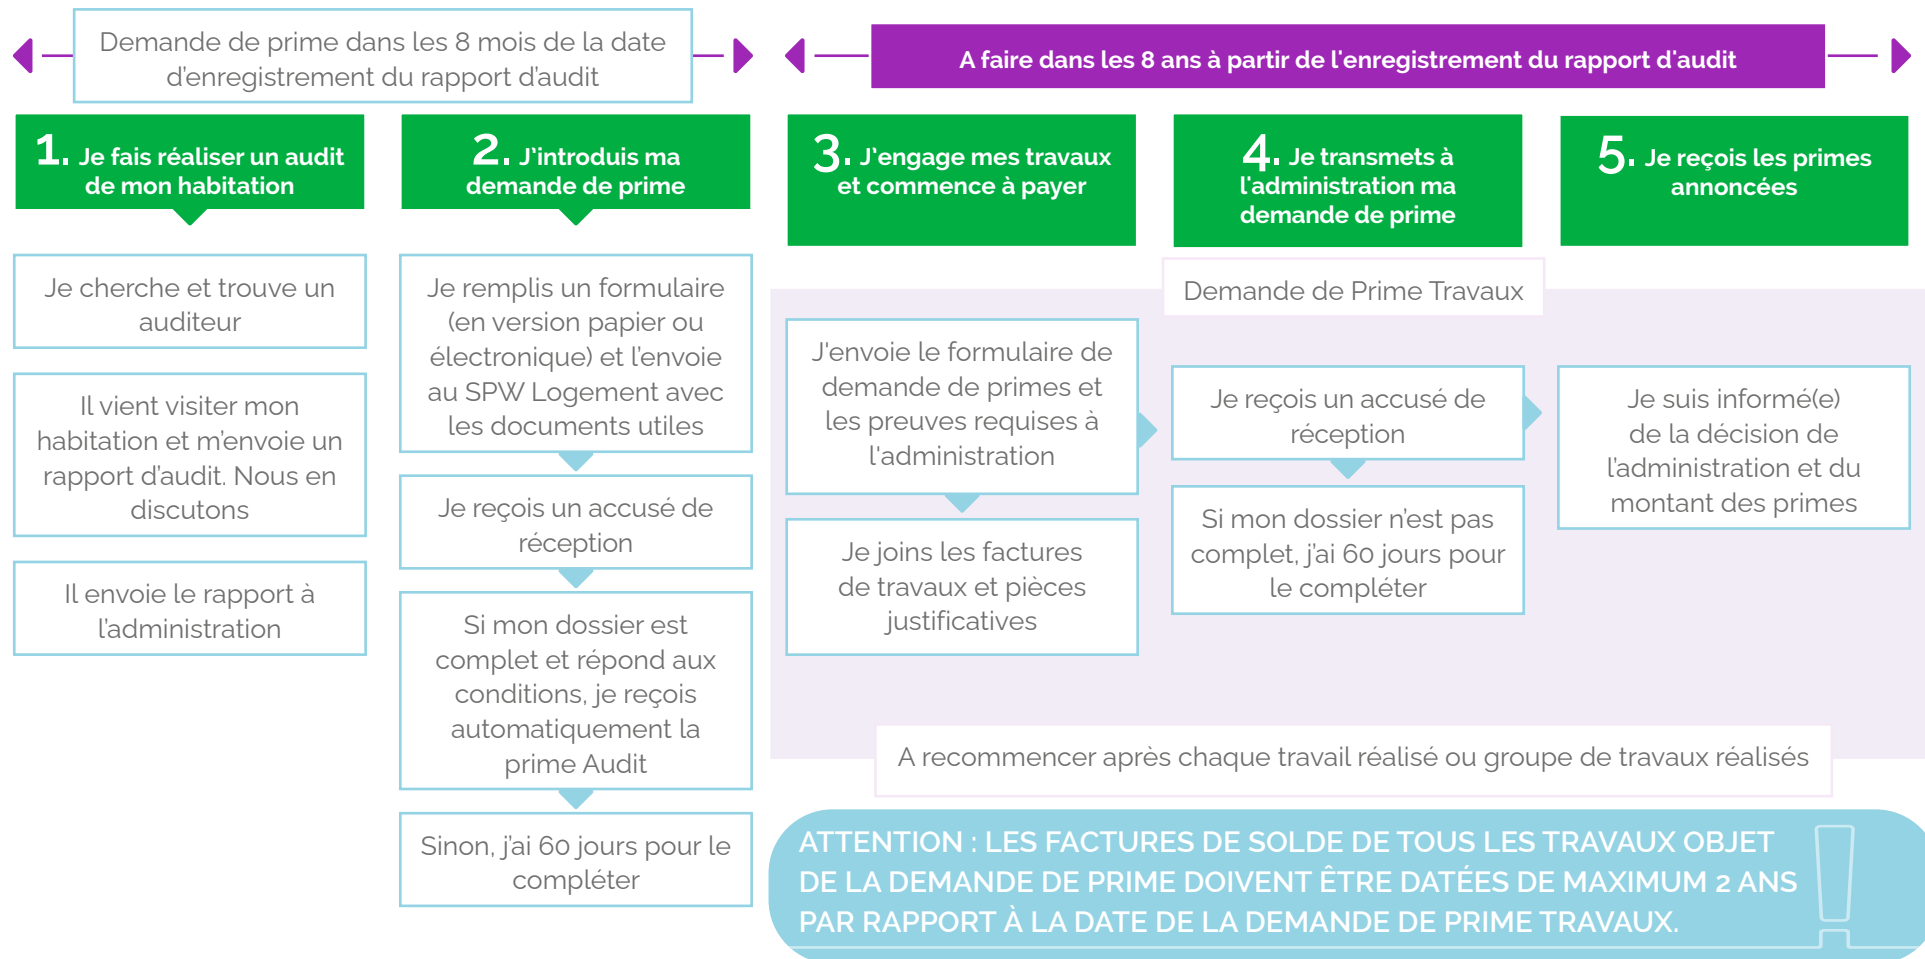 Demande de prime dans les 8 mois de la date
d'enregistrement du rapport d'audit
A faire dans les 8 ans à partir de l'enregistrement du rapport d'audit
1. Je fais réaliser un audit
de mon habitation
Je cherche et trouve un
auditeur
Il vient visiter mon
habitation et m'envoie un
rapport d'audit. Nous en
discutons
Il envoie le rapport à
l'administration
2. J'introduis ma
demande de prime
Je remplis un formulaire
(en version papier ou
électronique) et l'envoie
au SPW Logement avec
les documents utiles
Je reçois un accusé de
réception
Si mon dossier est
complet et répond aux
conditions, je reçois
automatiquement la
prime Audit
Sinon, j'ai 60 jours pour le
compléter
3. J'engage mes travaux
et commence à payer
4. Je transmets à
l'administration ma
demande de prime
5. Je reçois les primes
annoncées
Demande de Prime Travaux
J'envoie le formulaire de
demande de primes et
les preuves requises à
l'administration
Je joins les factures
de travaux et pièces
justificatives
Je reçois un accusé de
réception
Si mon dossier n'est pas
complet, j'ai 60 jours pour
le compléter
Je suis informé(e)
de la décision de
l'administration et du
montant des primes
A recommencer après chaque travail réalisé ou groupe de travaux réalisés
ATTENTION : LES FACTURES DE SOLDE DE TOUS LES TRAVAUX OBJET
DE LA DEMANDE DE PRIME DOIVENT ÊTRE DATÉES DE MAXIMUM 2 ANS
PAR RAPPORT À LA DATE DE LA DEMANDE DE PRIME TRAVAUX.
!